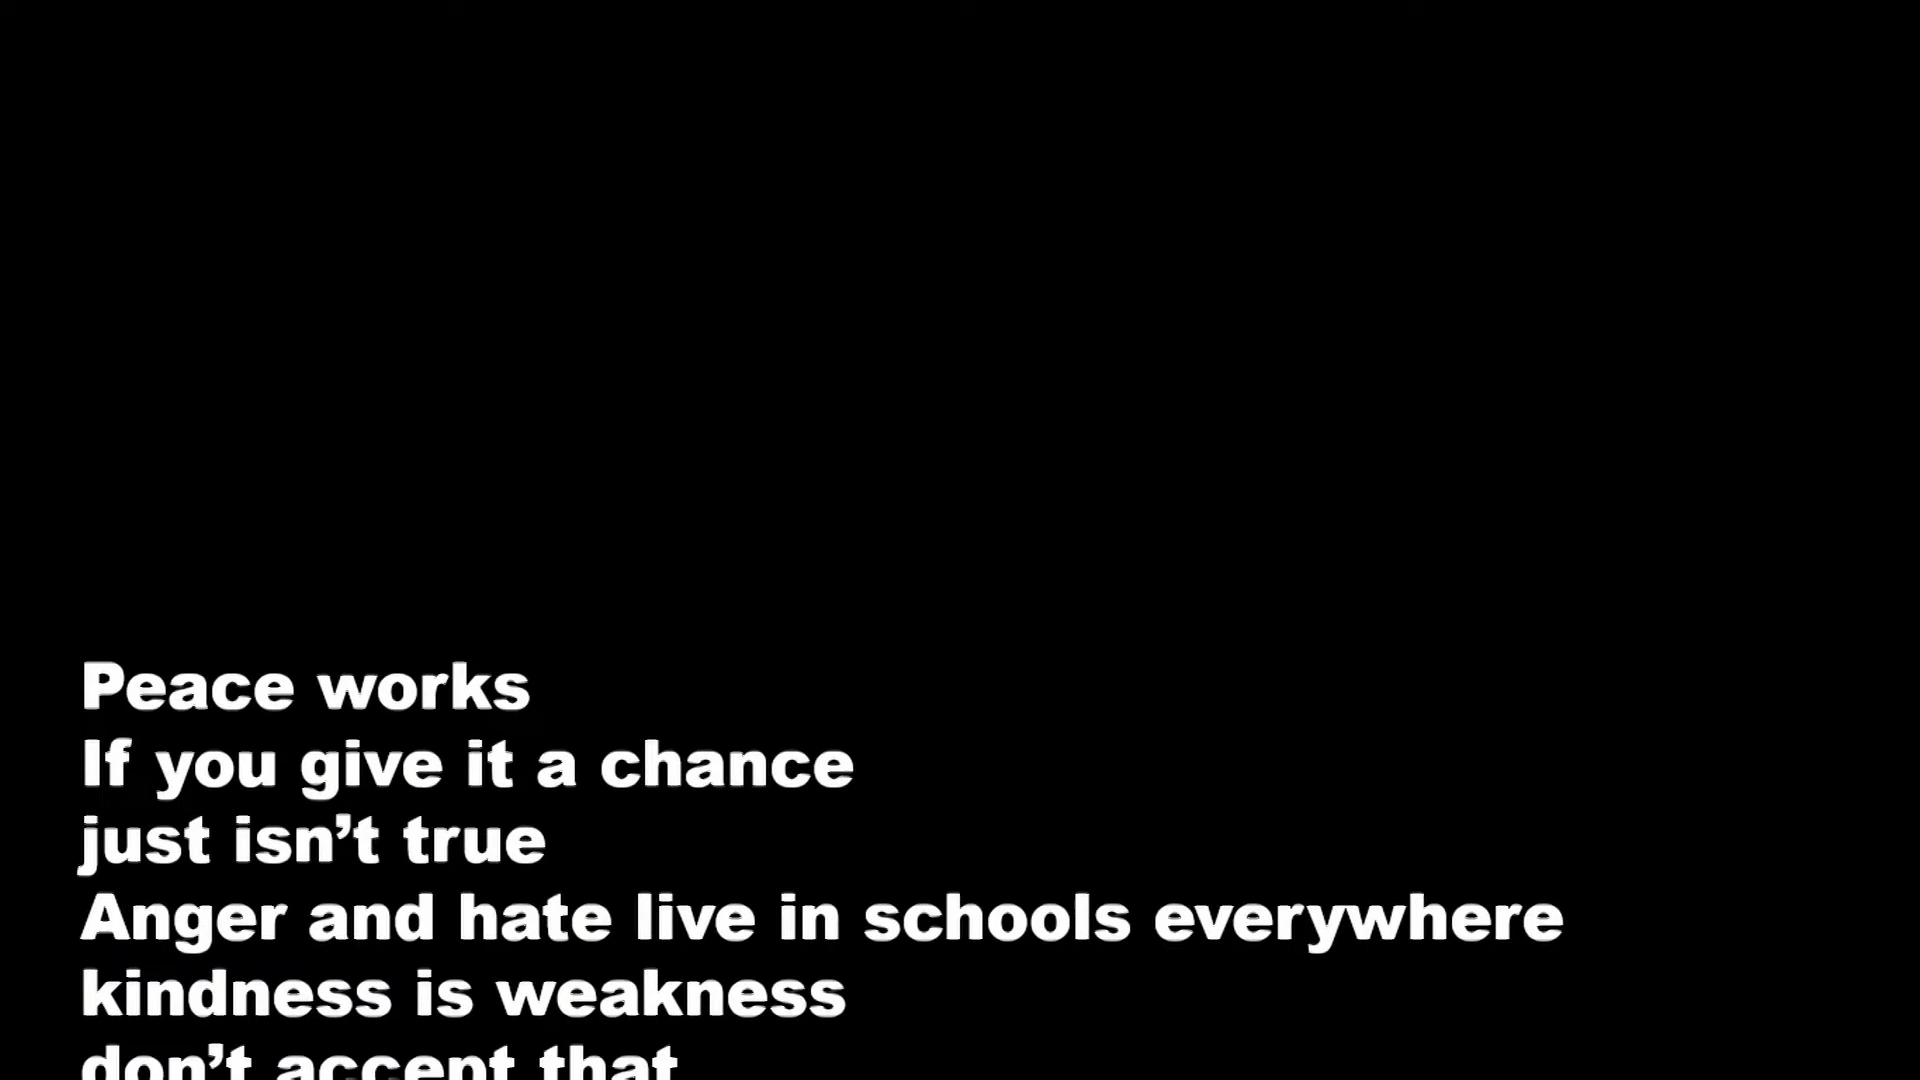 Peace works
If you give it a chance
just isn’t true
Anger and hate live in schools everywhere
kindness is weakness
don’t accept that